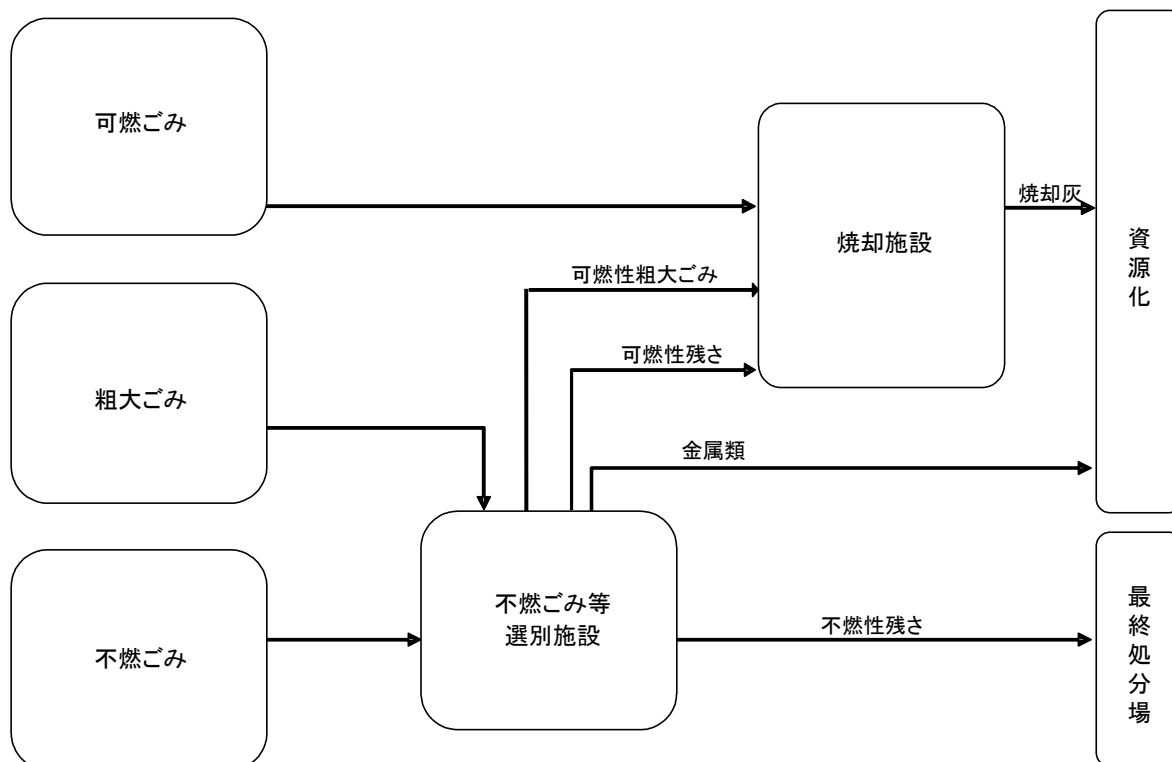 可燃ごみ
焼却灰
焼却施設
資源化
可燃性粗大ごみ
可燃性残さ
粗大ごみ
金属類
不燃ごみ等
選別施設
不燃性残さ
不燃ごみ
最終処分場